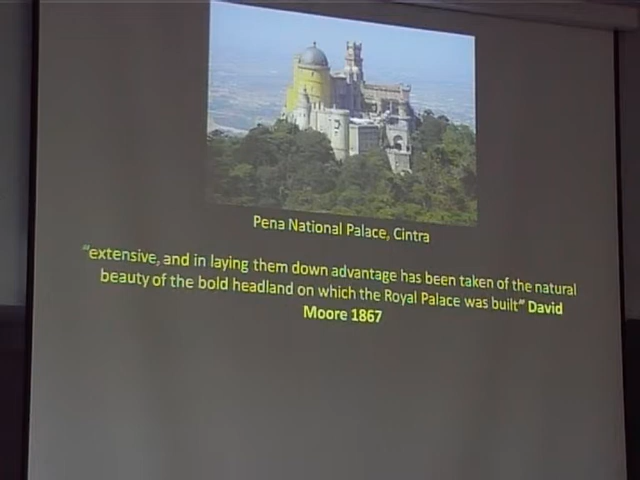 Pena National Palace, Cintra
"extensive, and in laying them down advantage has been taken of the natural
beauty of the bold headland on which the Royal Palace was built" David
Moore 1867